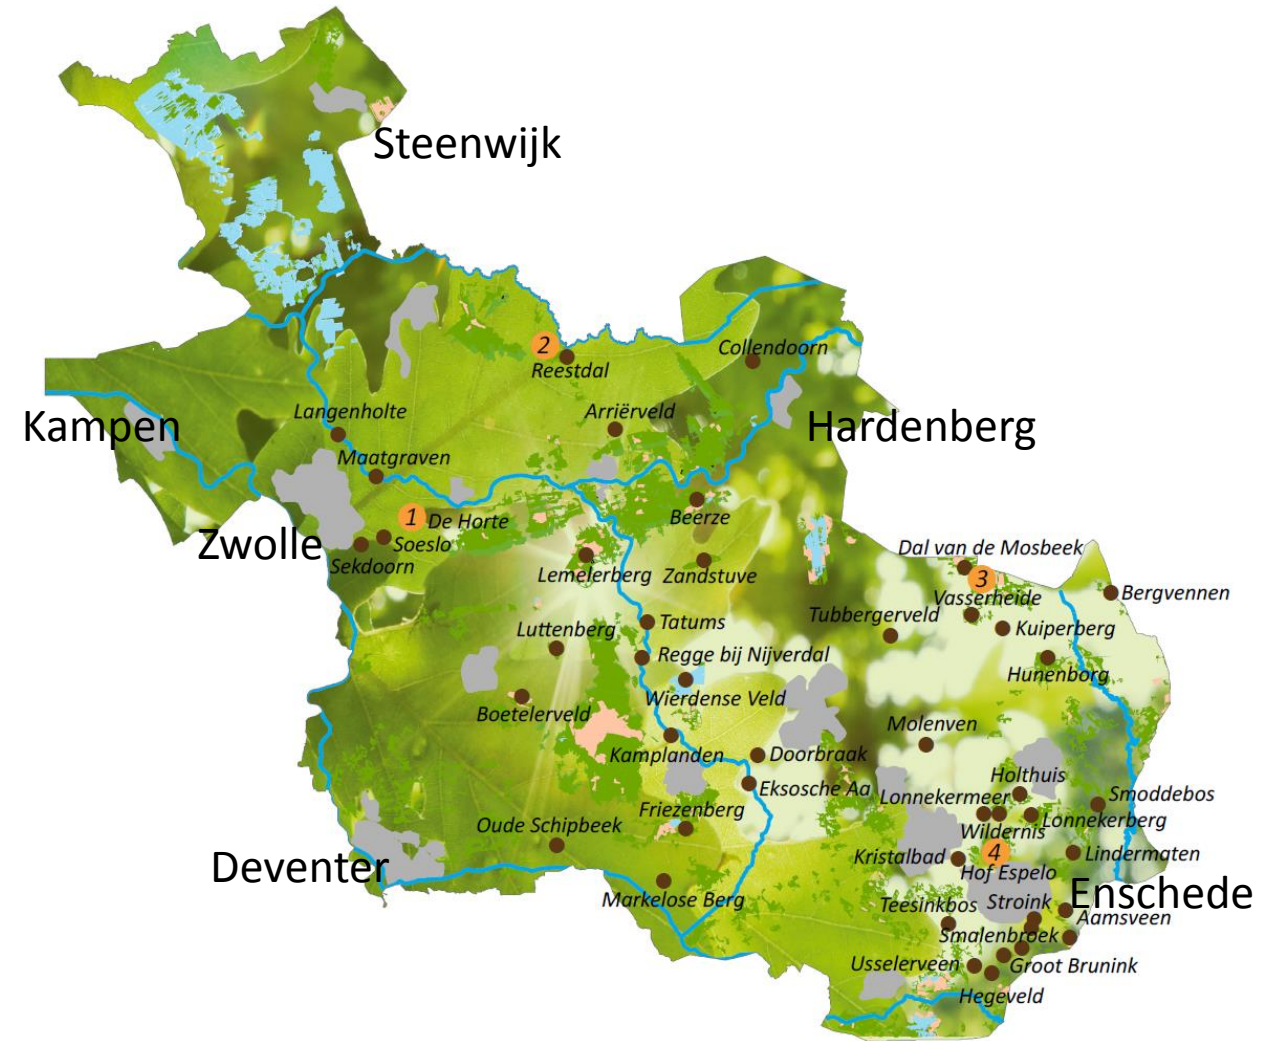 Steenwijk
2
Reestdal
Collendoorn
Kampen
Langenholte
Arriërveld
Hardenberg
Maatgraven
1
De Horte
Beerze
Zwolle
Soeslo
Sekdoorn
Lemelerberg
Zandstuve
Dal van de Mosbeek
3
Vasserheide
Bergvennen
Tubbergerveld
Kuiperberg
Luttenberg
Tatums
Regge bij Nijverdal
Hunenborg
Wierdense Veld
Boetelerveld
Molenven
Kamplanden
Doorbraak
Holthuis
Eksosche Aa
Lonnekermeer
Smoddebos
Friezenberg
Lonnekerberg
Wildernis
Oude Schipbeek
4
Kristalbad
Lindermaten
Deventer
Hof Espelo
Enschede
Markelose Berg
Teesinkbos
Stroink
Aamsveen
Smalenbroek
Usselerveen
Groot Brunink
Hegeveld